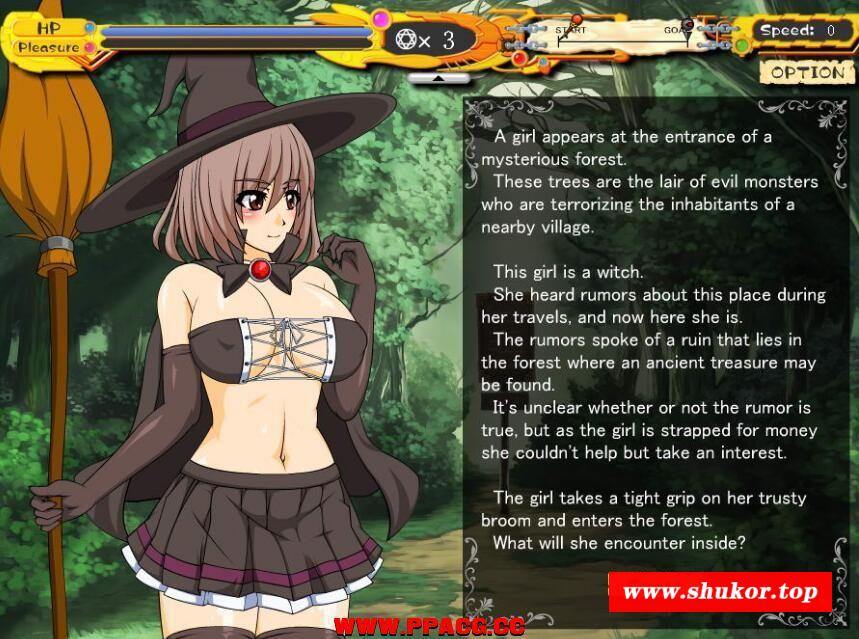 HP
Pleasure
× 3
START
GOAL
Speed: 0
OPTION
A girl appears at the entrance of a
mysterious forest.
These trees are the lair of evil monsters
who are terrorizing the inhabitants of a
nearby village.
This girl is a witch.
She heard rumors about this place during
her travels, and now here she is.
The rumors spoke of a ruin that lies in
the forest where an ancient treasure may
be found.
It's unclear whether or not the rumor is
true, but as the girl is strapped for money
she couldn't help but take an interest.
The girl takes a tight grip on her trusty
broom and enters the forest.
What will she encounter inside?
www.shukor.top
WWW.PPACG.CC